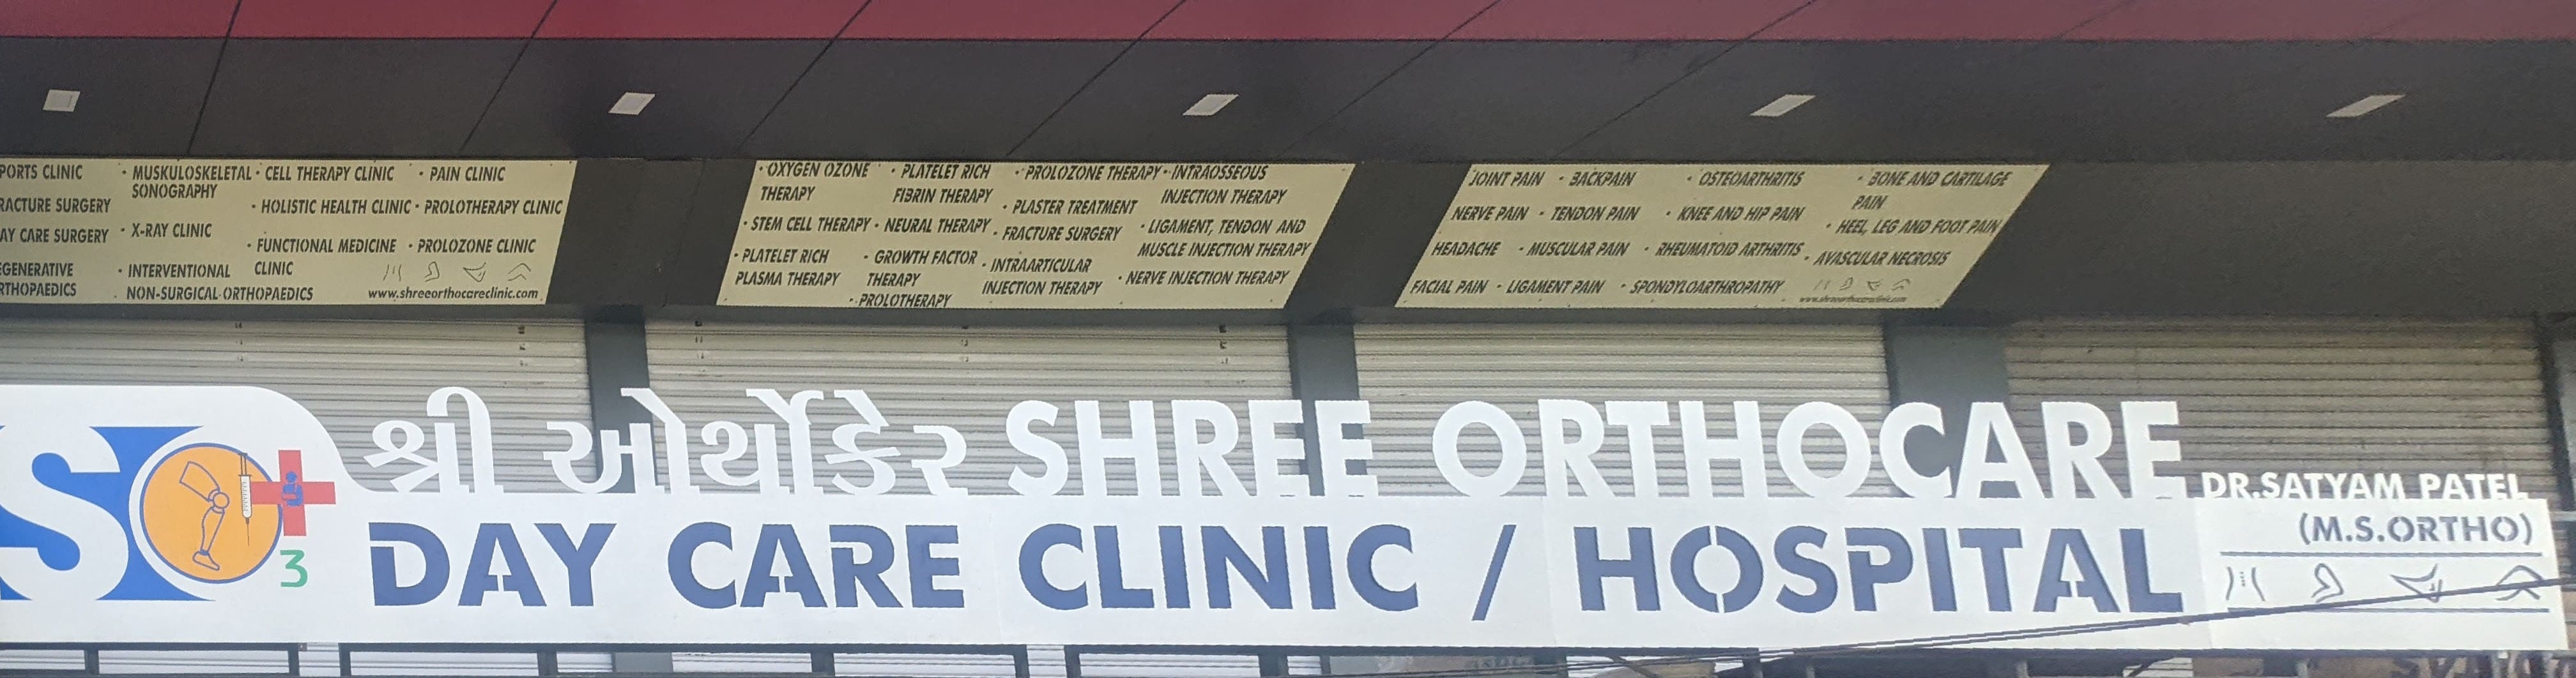 PORTS CLINIC
RACTURE SURGERY
AY CARE SURGERY
EGENERATIVE
RTHOPAEDICS
• MUSKULOSKELETAL
SONOGRAPHY
• X-RAY CLINIC
• INTERVENTIONAL
• NON-SURGICAL ORTHOPAEDICS
• CELL THERAPY CLINIC
• HOLISTIC HEALTH CLINIC
• FUNCTIONAL MEDICINE
CLINIC
• PAIN CLINIC
• PROLOTHERAPY CLINIC
• PROLOZONE CLINIC
www.shreeorthocareclinic.com
• OXYGEN OZONE
THERAPY
• STEM CELL THERAPY
• PLATELET RICH
PLASMA THERAPY
• PLATELET RICH
FIBRIN THERAPY
• NEURAL THERAPY
• GROWTH FACTOR
THERAPY
• PROLOTHERAPY
• PROLOZONE THERAPY
• PLASTER TREATMENT
• FRACTURE SURGERY
• INTRAARTICULAR
INJECTION THERAPY
• INTRAOSSEOUS
INJECTION THERAPY
• LIGAMENT, TENDON AND
MUSCLE INJECTION THERAPY
• NERVE INJECTION THERAPY
JOINT PAIN
NERVE PAIN
HEADACHE
FACIAL PAIN
• BACKPAIN
• TENDON PAIN
• MUSCULAR PAIN
• LIGAMENT PAIN
• OSTEOARTHRITIS
• KNEE AND HIP PAIN
• RHEUMATOID ARTHRITIS
• SPONDYLOARTHROPATHY
• BONE AND CARTILAGE
PAIN
• HEEL, LEG AND FOOT PAIN
• AVASCULAR NECROSIS
www.shreeorthocareclinic.com
SO
3
શ્રી ઓર્થોકેર SHREE ORTHOCARE
DAY CARE CLINIC / HOSPITAL
DR.SATYAM PATEL
(M.S.ORTHO)